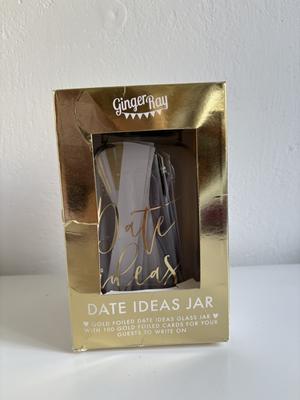 Ginger Ray
Date
ideas
DATE IDEAS JAR
♥ GOLD FOILED DATE IDEAS GLASS JAR ♥
WITH 100 GOLD FOILED CARDS FOR YOUR
GUESTS TO WRITE ON